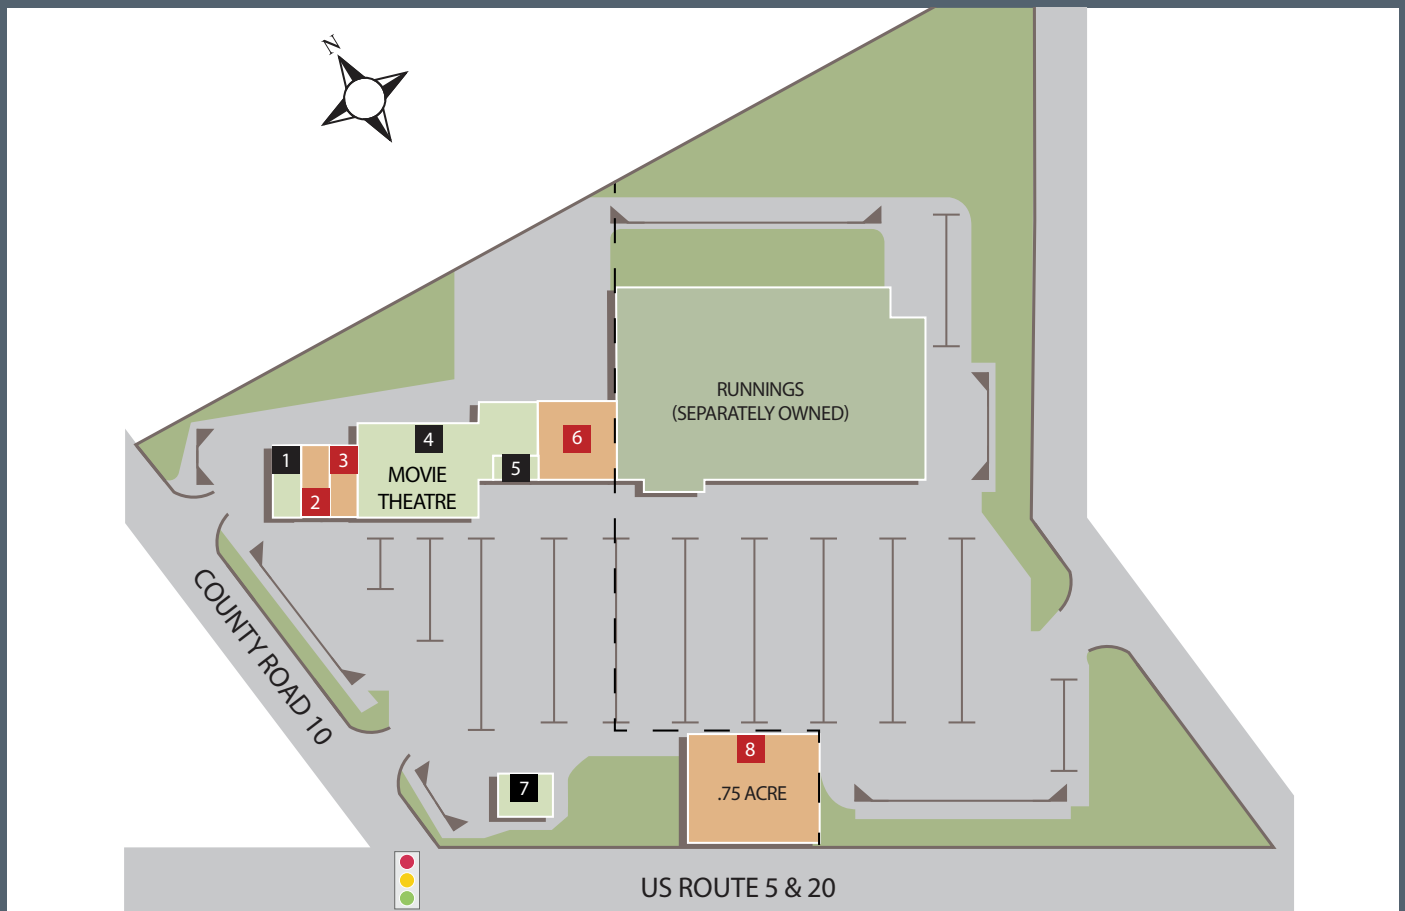 N
RUNNINGS
(SEPARATELY OWNED)
1
2
3
4
MOVIE
THEATRE
5
6
COUNTY ROAD 10
7
8
.75 ACRE
US ROUTE 5 & 20